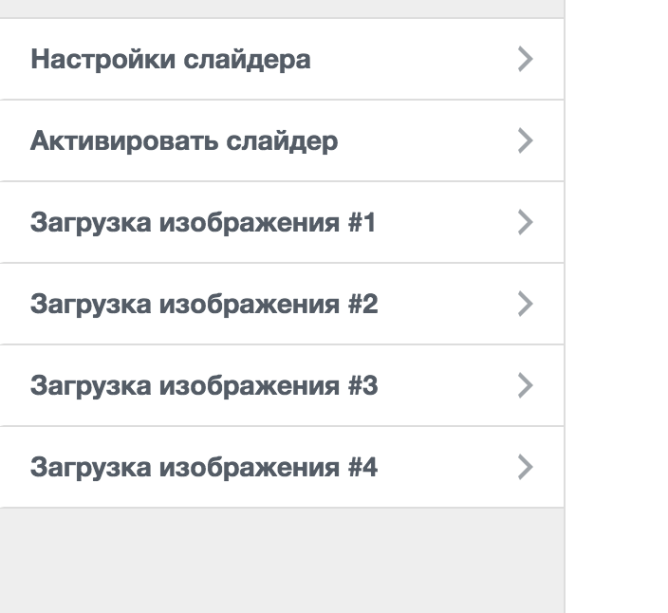 Настройки слайдера
Активировать слайдер
Загрузка изображения #1
Загрузка изображения #2
Загрузка изображения #3
Загрузка изображения #4